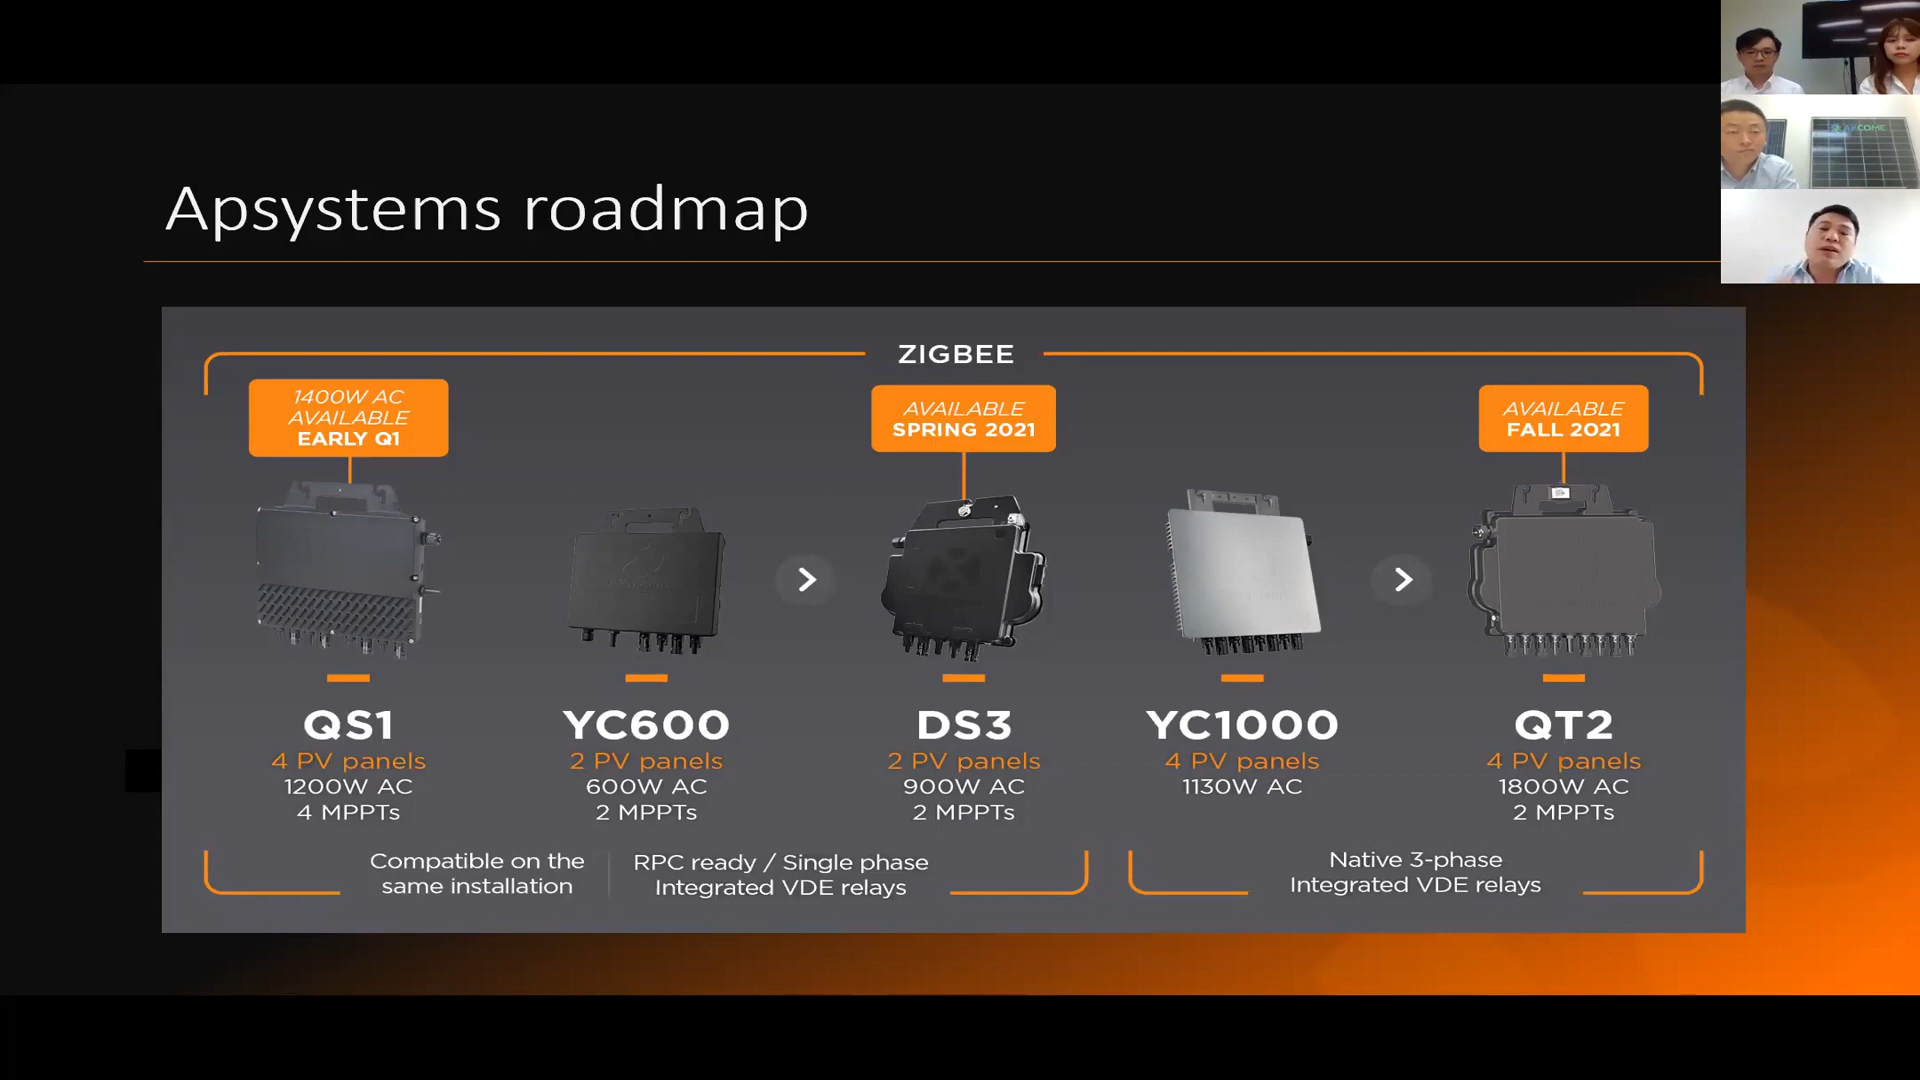 Apsystems roadmap
ZIGBEE
1400W AC
AVAILABLE
EARLY Q1
AVAILABLE
SPRING 2021
AVAILABLE
FALL 2021
QS1
4 PV panels
1200W AC
4 MPPTs
YC600
2 PV panels
600W AC
2 MPPTs
DS3
2 PV panels
900W AC
2 MPPTs
YC1000
4 PV panels
1130W AC
QT2
4 PV panels
1800W AC
2 MPPTs
Compatible on the
same installation
RPC ready / Single phase
Integrated VDE relays
Native 3-phase
Integrated VDE relays